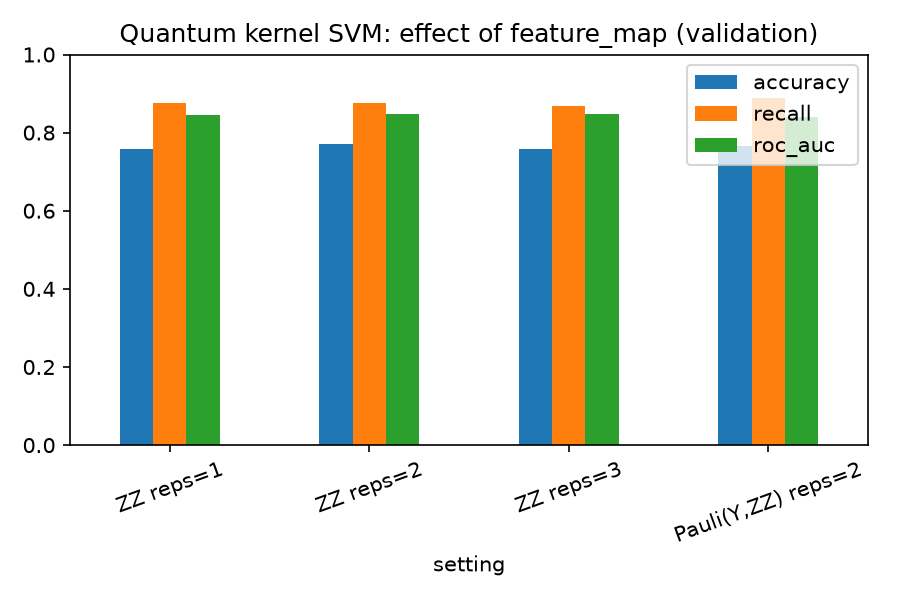 Quantum kernel SVM: effect of feature_map (validation)
1.0
0.8
0.6
0.4
0.2
0.0
accuracy
recall
roc_auc
ZZ reps=1
ZZ reps=2
ZZ reps=3
Pauli(Y,ZZ) reps=2
setting